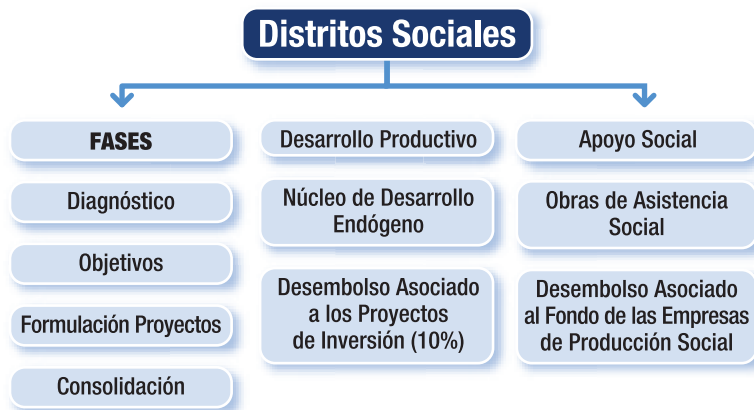 Distritos Sociales
FASES
Diagnóstico
Objetivos
Formulación Proyectos
Consolidación
Desarrollo Productivo
Núcleo de Desarrollo
Endógeno
Desembolso Asociado
a los Proyectos
de Inversión (10%)
Apoyo Social
Obras de Asistencia
Social
Desembolso Asociado
al Fondo de las Empresas
de Producción Social